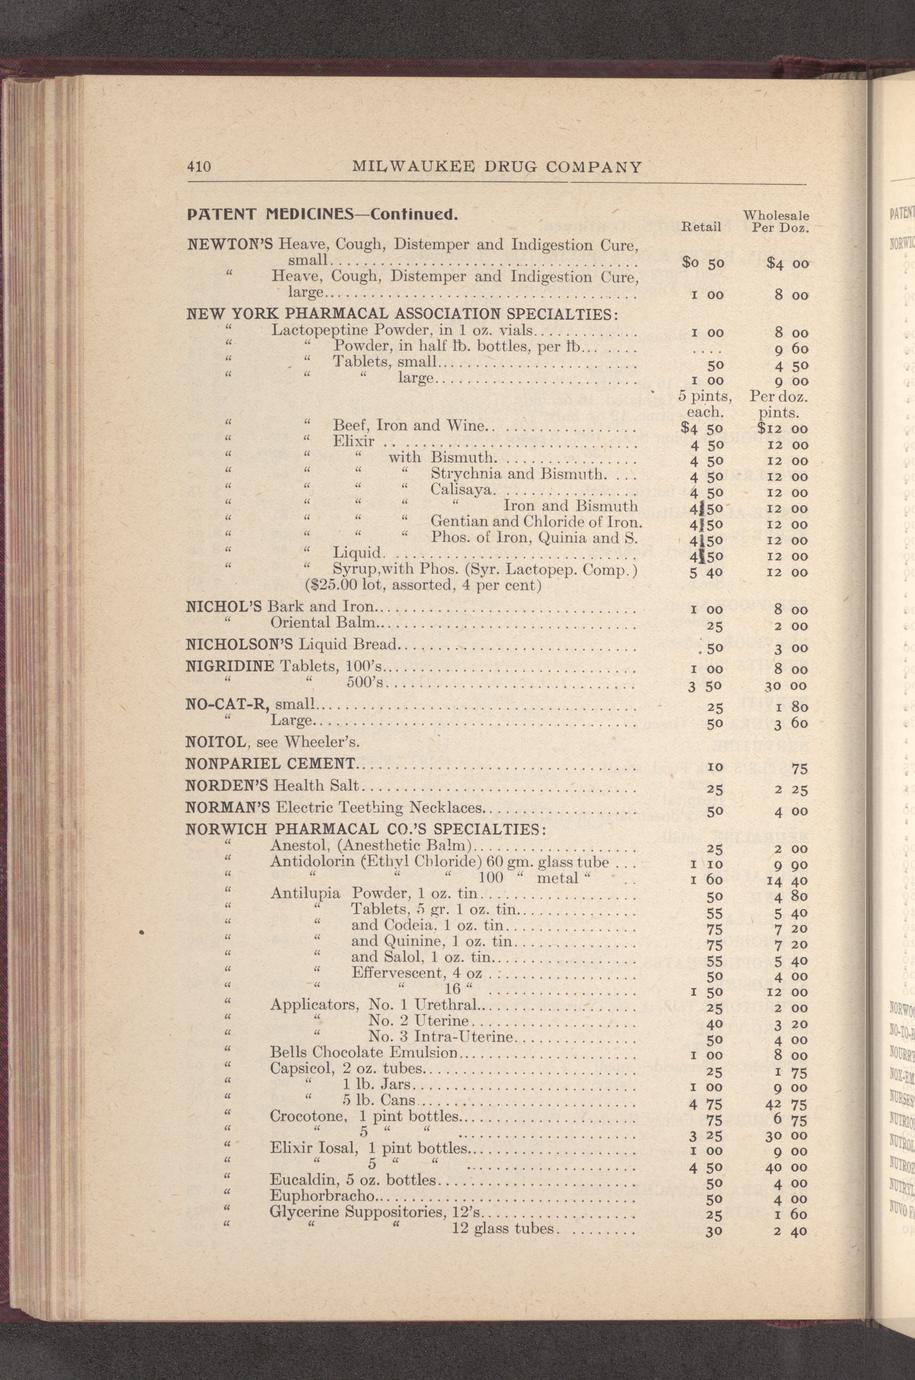 410 MILWAUKEE DRUG COMPANY
PATENT MEDICINES—Continued.
Retail Wholesale Per Doz.
NEWTON'S Heave, Cough, Distemper and Indigestion Cure,
small.................................... $0 50 $4 00
" Heave, Cough, Distemper and Indigestion Cure,
large.................................... 1 00 8 00
NEW YORK PHARMACAL ASSOCIATION SPECIALTIES:
" Lactopeptine Powder, in 1 oz. vials............ 1 00 8 00
" " Powder, in half lb. bottles, per lb... .... .... 9 60
" " Tablets, small........................ 50 4 50
" " " large........................ 1 00 9 00
5 pints, each. Per doz. pints.
" " Beef, Iron and Wine.. ................ $4 50 $12 00
" " Elixir .. ............................ 4 50 12 00
" " " with Bismuth. ................ 4 50 12 00
" " " " Strychnia and Bismuth. ... 4 50 12 00
" " " " Calisaya. ................ 4 50 12 00
" " " " " Iron and Bismuth 4 50 12 00
" " " " Gentian and Chloride of Iron. 4 50 12 00
" " " " Phos. of Iron, Quinia and S. 4 50 12 00
" " Liquid. ............................. 4 50 12 00
" " Syrup, with Phos. (Syr. Lactopep. Comp.) 5 40 12 00
($25.00 lot, assorted, 4 per cent)
NICHOL'S Bark and Iron............................... 1 00 8 00
" Oriental Balm............................... 25 2 00
NICHOLSON'S Liquid Bread............................ 50 3 00
NIGRIDINE Tablets, 100's.............................. 1 00 8 00
" " 500's.............................. 3 50 30 00
NO-CAT-R, small..................................... 25 1 80
" Large..................................... 50 3 60
NOITOL, see Wheeler's.
NONPARIEL CEMENT................................. 10 75
NORDEN'S Health Salt................................ 25 2 25
NORMAN'S Electric Teething Necklaces.................. 50 4 00
NORWICH PHARMACAL CO.'S SPECIALTIES:
" Anestol, (Anesthetic Balm).................... 25 2 00
" Antidolorin (Ethyl Chloride) 60 gm. glass tube ... 1 10 9 90
" " " " 100 " metal " .. 1 60 14 40
" Antilupia Powder, 1 oz. tin................... 50 4 80
" " Tablets, 5 gr. 1 oz. tin............... 55 5 40
" " and Codeia, 1 oz. tin................ 75 7 20
" " and Quinine, 1 oz. tin............... 75 7 20
" " and Salol, 1 oz. tin.................. 55 5 40
" " Effervescent, 4 oz .................. 50 4 00
" " " 16 " .................. 1 50 12 00
" Applicators, No. 1 Urethral................... 25 2 00
" " No. 2 Uterine.................... 40 3 20
" " No. 3 Intra-Uterine............... 50 4 00
" Bells Chocolate Emulsion..................... 1 00 8 00
" Capsicol, 2 oz. tubes......................... 25 1 75
" " 1 lb. Jars........................... 1 00 9 00
" " 5 lb. Cans.......................... 4 75 42 75
" Crocotone, 1 pint bottles..................... 75 6 75
" " 5 " " ..................... 3 25 30 00
" Elixir Iosal, 1 pint bottles.................... 1 00 9 00
" " 5 " " .................... 4 50 40 00
" Eucaldin, 5 oz. bottles....................... 50 4 00
" Euphorbracho............................... 50 4 00
" Glycerine Suppositories, 12's.................. 25 1 60
" " " 12 glass tubes. ........ 30 2 40